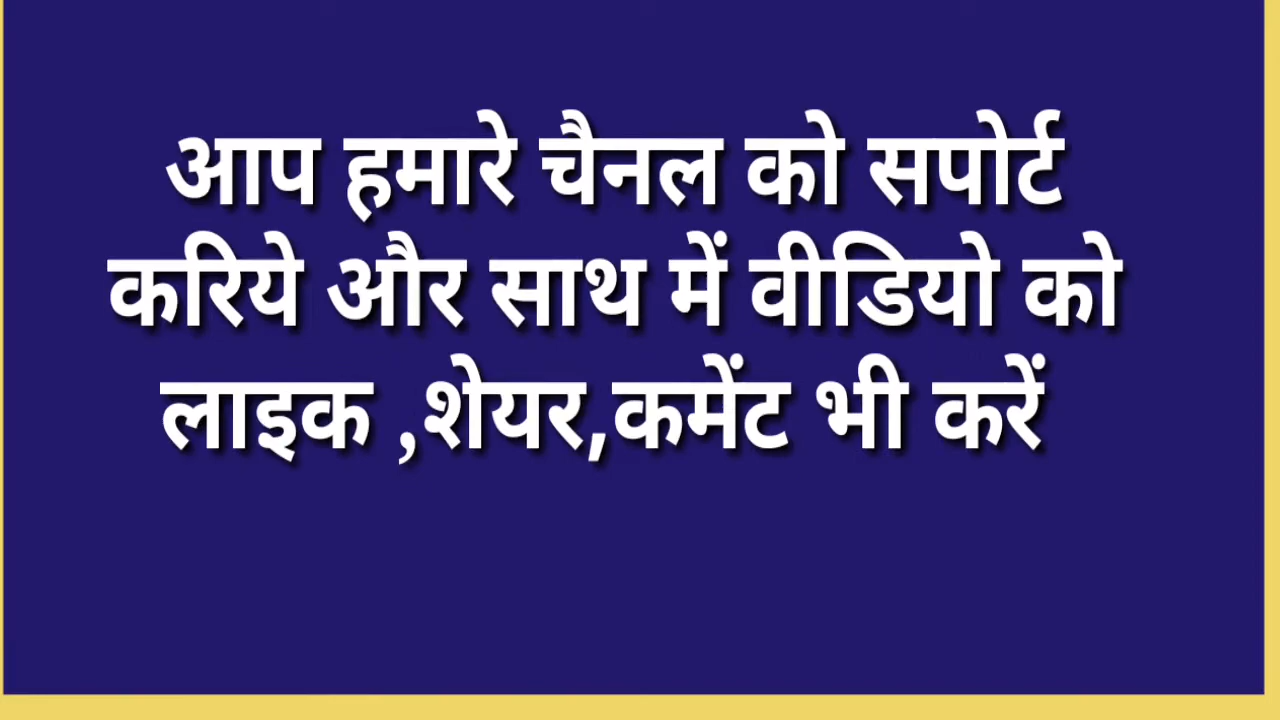 आप हमारे चैनल को सपोर्ट
करिये और साथ में वीडियो को
लाइक ,शेयर,कमेंट भी करें